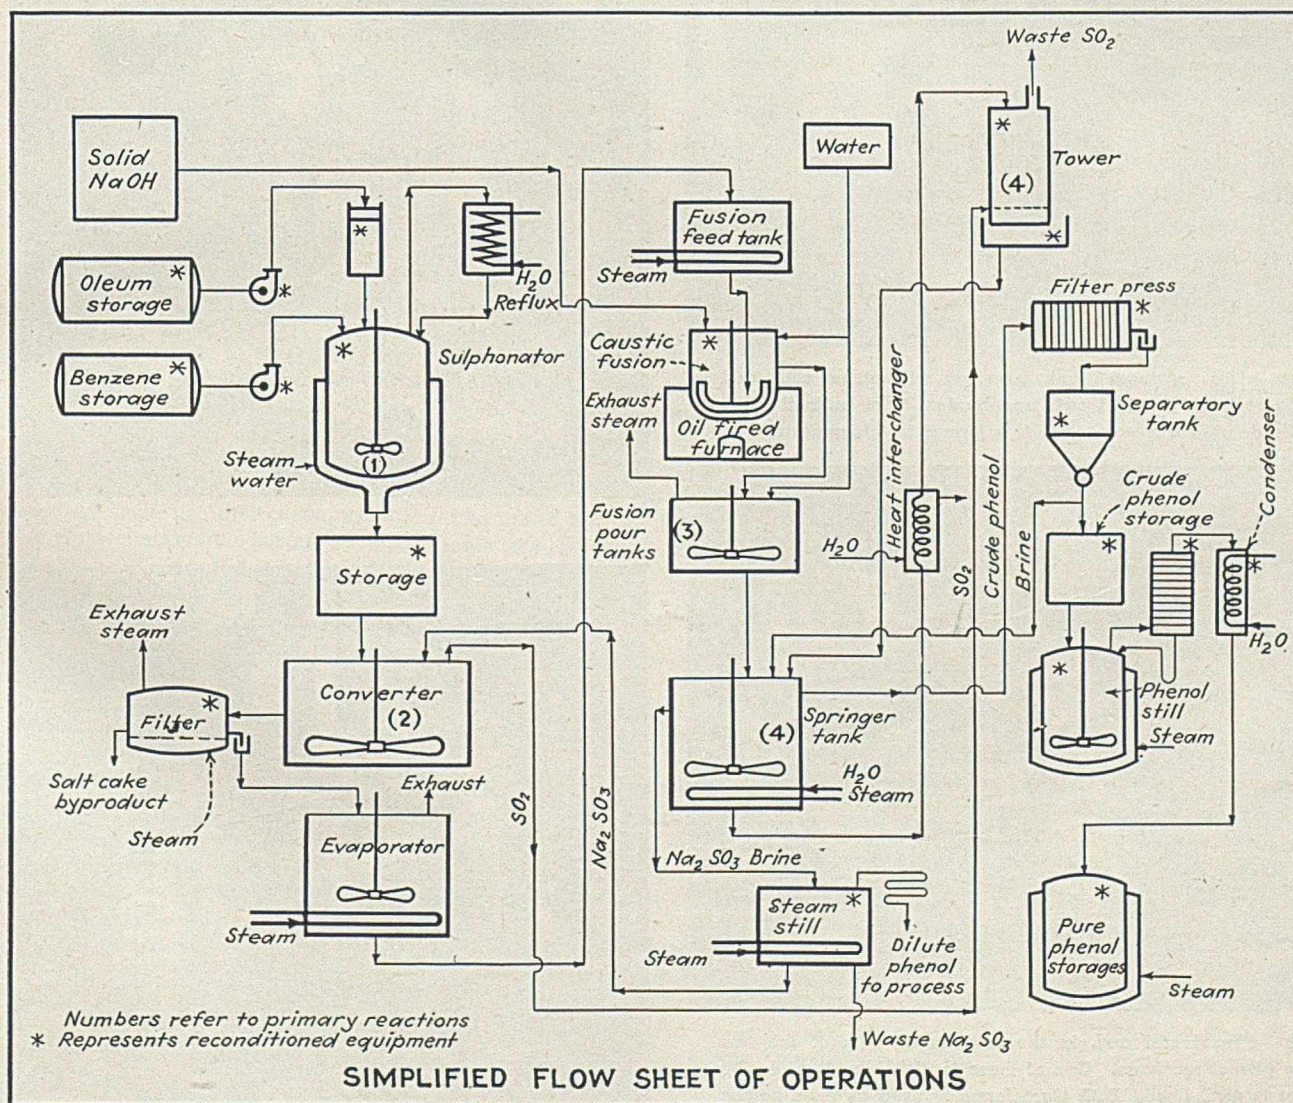 Waste SO2
Solid
NaOH
Water
Tower
(4)
*
*
*
Fusion
feed tank
Steam
H2O
Reflux
Oleum
storage
*
*
Filter press
*
Benzene
storage
*
*
*
Sulphonator
*
Caustic
fusion
Exhaust
steam
Oil fired
furnace
Heat interchanger
Separatory
tank
*
Condenser
Steam
water
(1)
Fusion
pour
tanks
(3)
H2O
SO2
Crude phenol
Brine
Crude
phenol
storage
*
*
*
H2O
Storage
*
Exhaust
steam
Converter
(2)
Filter
*
Springer
tank
(4)
H2O
Steam
Phenol
still
*
Steam
Salt cake
byproduct
Steam
Exhaust
Evaporator
Steam
SO2
Na2 SO3
Na2 SO3 Brine
Steam
still
*
Steam
Dilute
phenol
to process
Pure
phenol
storages
*
Steam
Waste Na2 SO3
Numbers refer to primary reactions
* Represents reconditioned equipment
SIMPLIFIED FLOW SHEET OF OPERATIONS